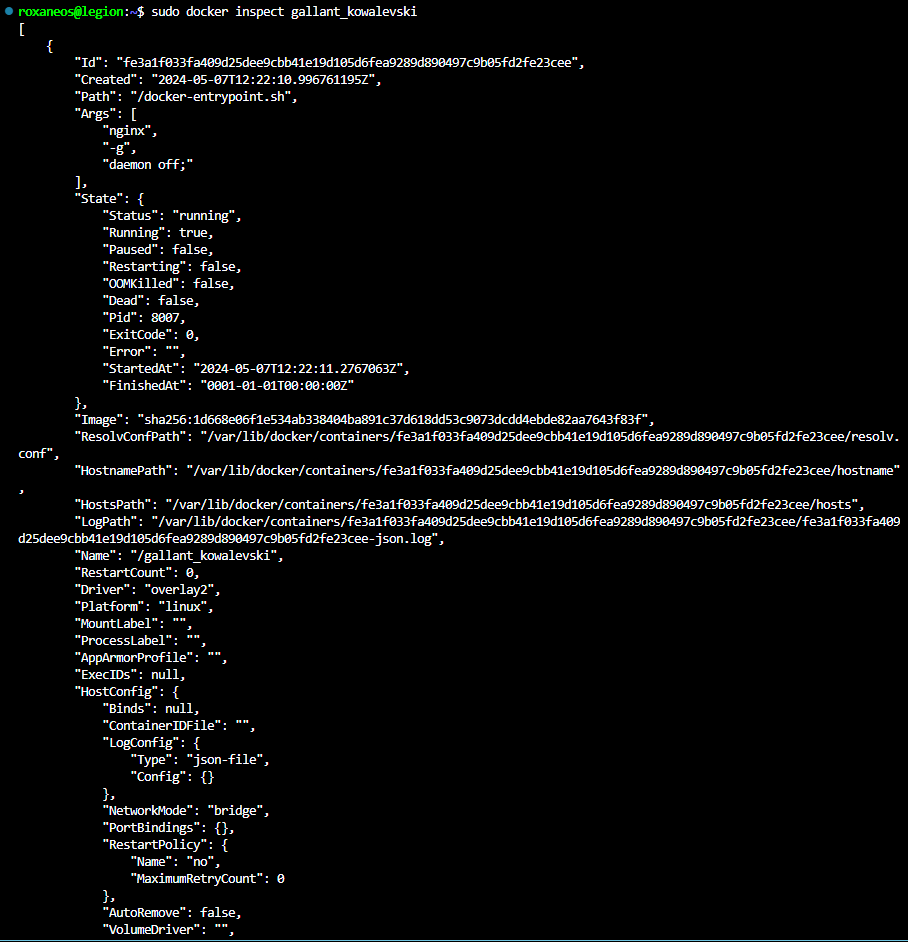 roxaneos@legion:~$ sudo docker inspect gallant_kowalevski
[
    {
        "Id": "fe3a1f033fa409d25dee9cbb41e19d105d6fea9289d890497c9b05fd2fe23cee",
        "Created": "2024-05-07T12:22:10.996761195Z",
        "Path": "/docker-entrypoint.sh",
        "Args": [
            "nginx",
            "-g",
            "daemon off;"
        ],
        "State": {
            "Status": "running",
            "Running": true,
            "Paused": false,
            "Restarting": false,
            "OOMKilled": false,
            "Dead": false,
            "Pid": 8007,
            "ExitCode": 0,
            "Error": "",
            "StartedAt": "2024-05-07T12:22:11.2767063Z",
            "FinishedAt": "0001-01-01T00:00:00Z"
        },
        "Image": "sha256:1d668e06f1e534ab338404ba891c37d618dd53c9073dcdd4ebde82aa7643f83f",
        "ResolvConfPath": "/var/lib/docker/containers/fe3a1f033fa409d25dee9cbb41e19d105d6fea9289d890497c9b05fd2fe23cee/resolv.
conf",
        "HostnamePath": "/var/lib/docker/containers/fe3a1f033fa409d25dee9cbb41e19d105d6fea9289d890497c9b05fd2fe23cee/hostname"
,
        "HostsPath": "/var/lib/docker/containers/fe3a1f033fa409d25dee9cbb41e19d105d6fea9289d890497c9b05fd2fe23cee/hosts",
        "LogPath": "/var/lib/docker/containers/fe3a1f033fa409d25dee9cbb41e19d105d6fea9289d890497c9b05fd2fe23cee/fe3a1f033fa409
d25dee9cbb41e19d105d6fea9289d890497c9b05fd2fe23cee-json.log",
        "Name": "/gallant_kowalevski",
        "RestartCount": 0,
        "Driver": "overlay2",
        "Platform": "linux",
        "MountLabel": "",
        "ProcessLabel": "",
        "AppArmorProfile": "",
        "ExecIDs": null,
        "HostConfig": {
            "Binds": null,
            "ContainerIDFile": "",
            "LogConfig": {
                "Type": "json-file",
                "Config": {}
            },
            "NetworkMode": "bridge",
            "PortBindings": {},
            "RestartPolicy": {
                "Name": "no",
                "MaximumRetryCount": 0
            },
            "AutoRemove": false,
            "VolumeDriver": "",